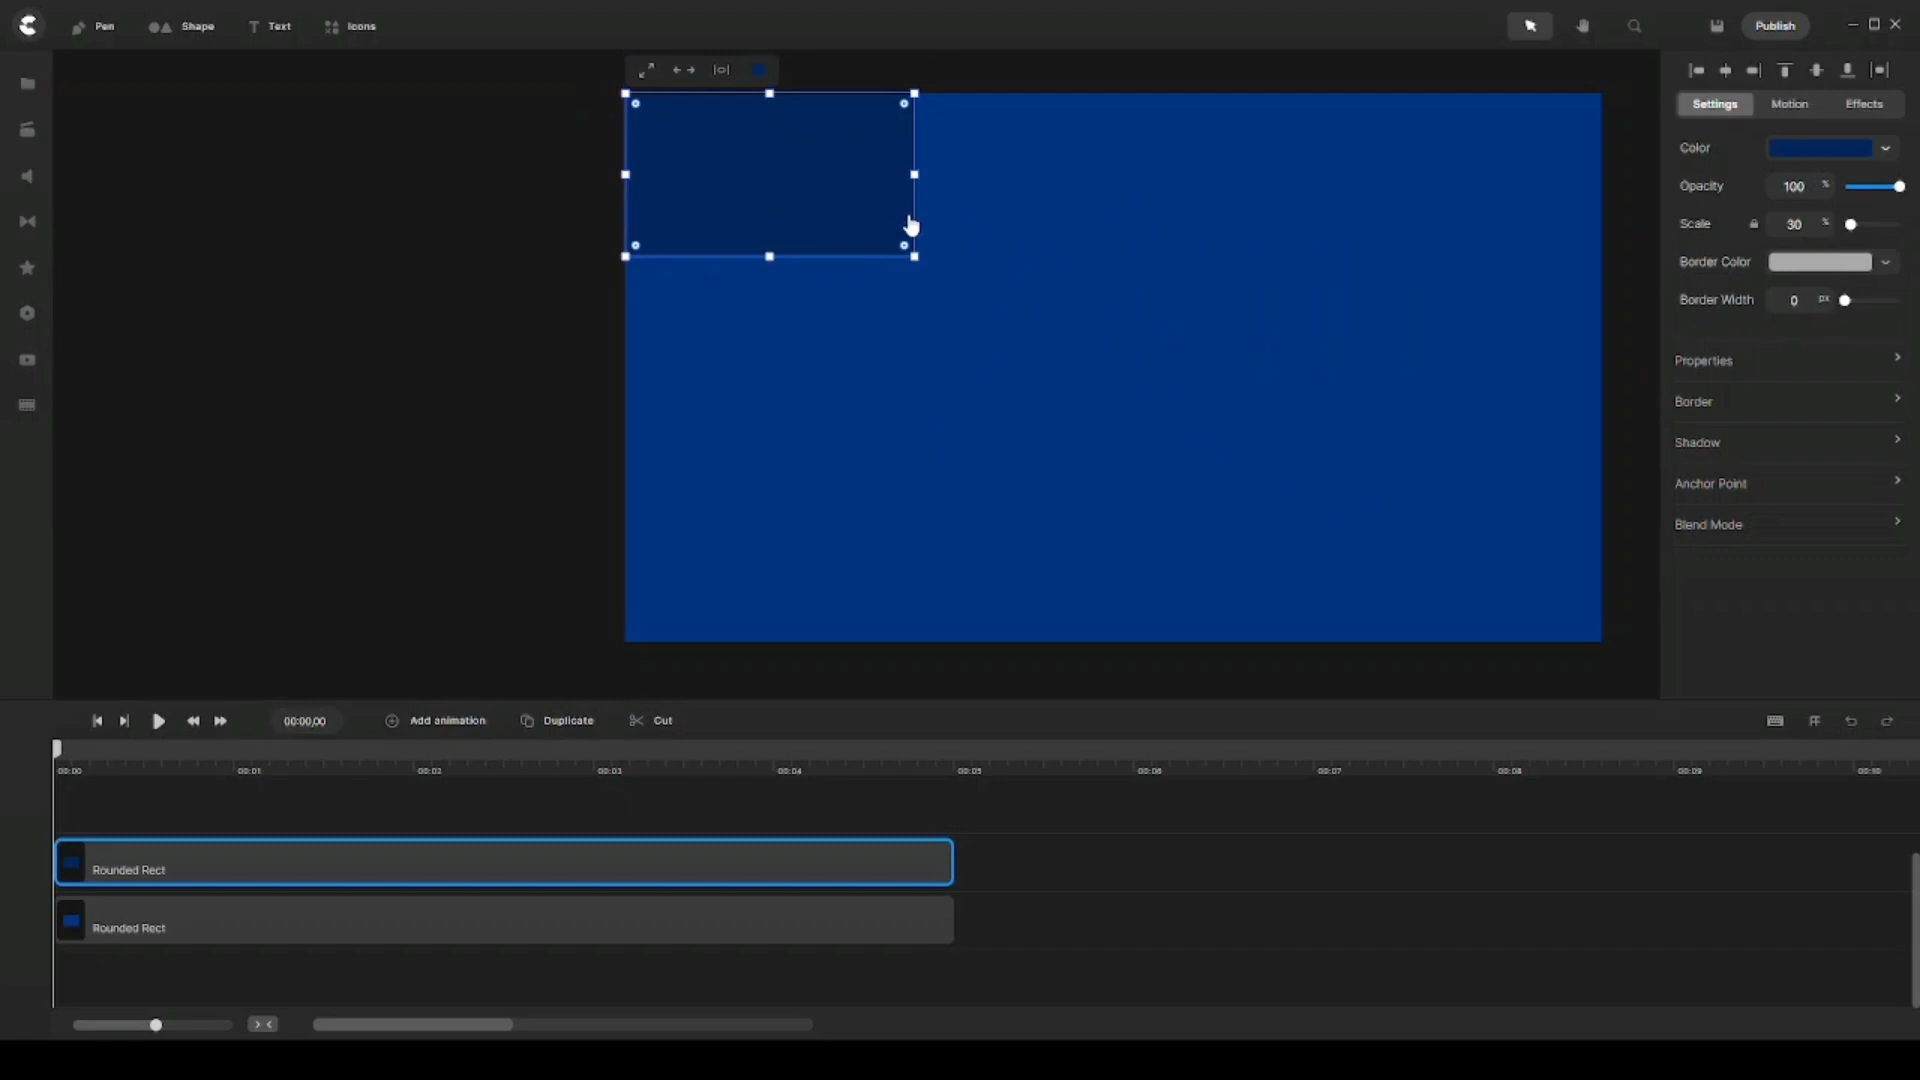 Pen
Shape
Text
Icons
Publish
Settings
Motion
Effects
Color
Opacity
100 %
Scale
30 %
Border Color
Border Width
0 px
Properties
Border
Shadow
Anchor Point
Blend Mode
00:00,00
Add animation
Duplicate
Cut
00:00
00:01
00:02
00:03
00:04
00:05
00:06
00:07
00:08
00:09
00:10
Rounded Rect
Rounded Rect